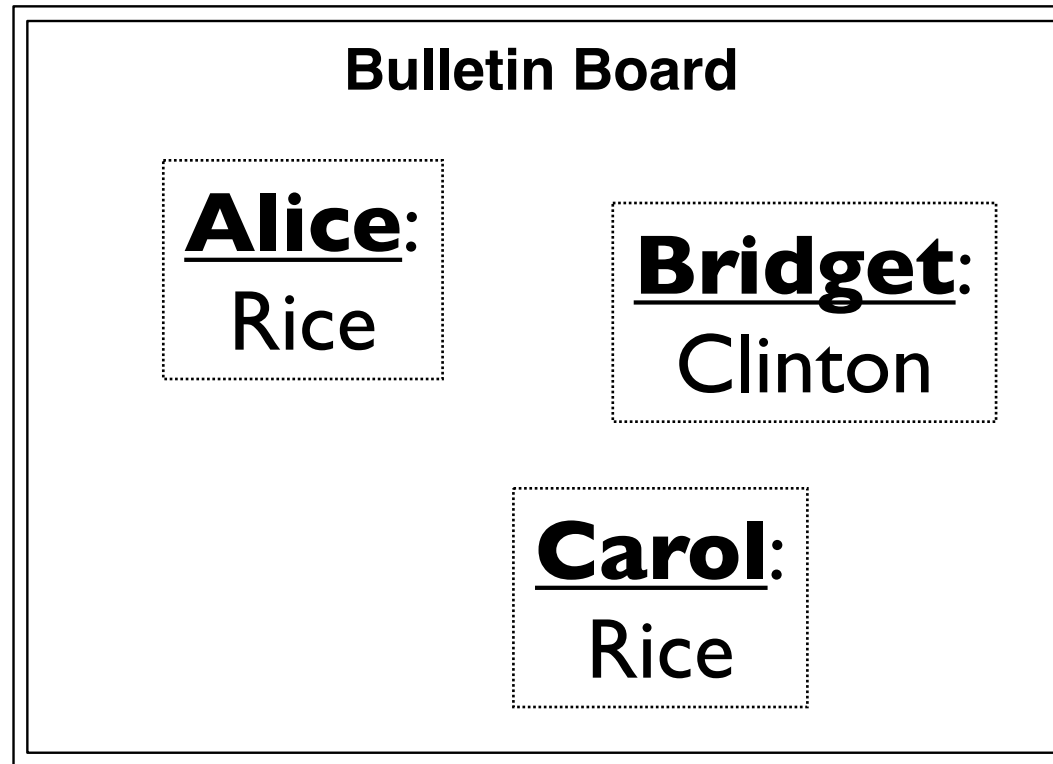 Bulletin Board
Alice:
Rice
Bridget:
Clinton
Carol:
Rice